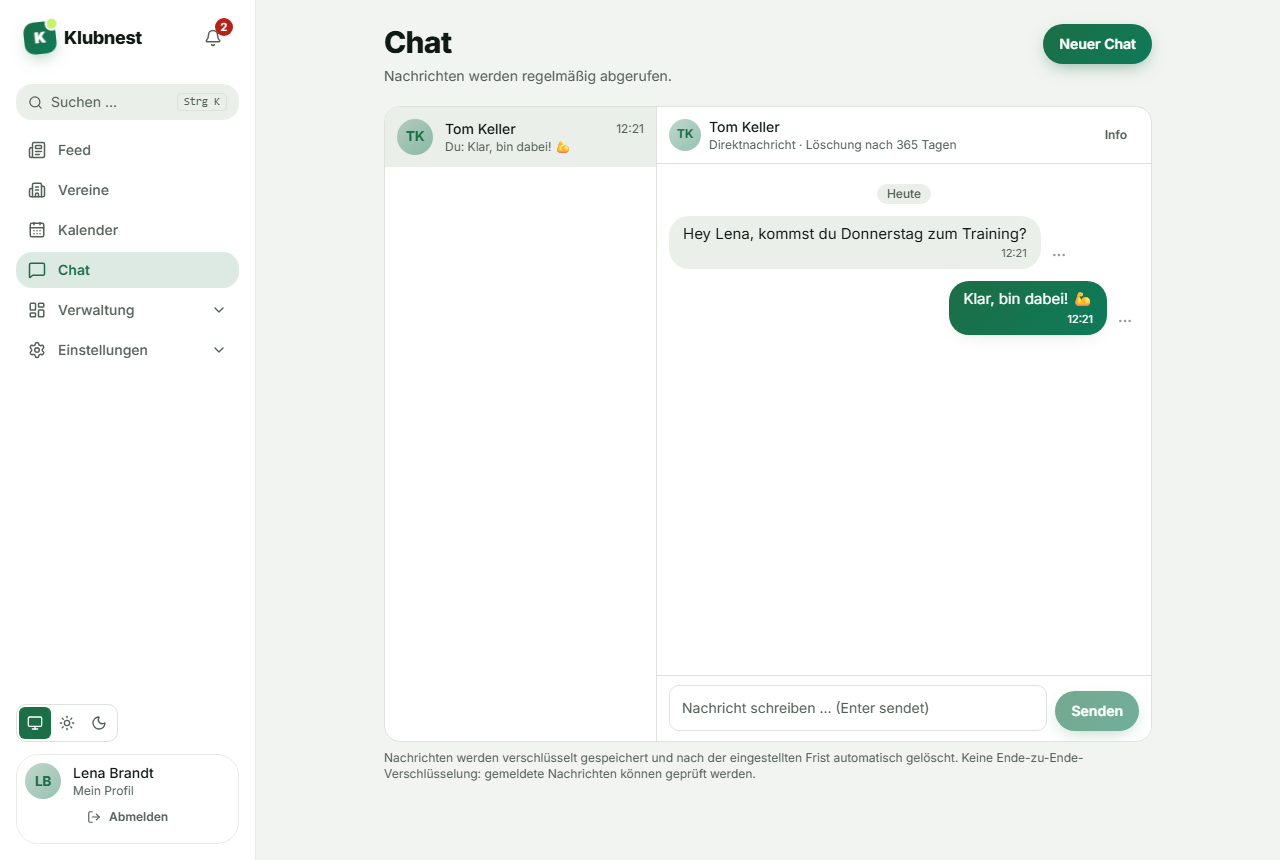 K Klubnest 2
Suchen ... Strg K
Feed
Vereine
Kalender
Chat
Verwaltung
Einstellungen
LB Lena Brandt
Mein Profil
Abmelden
Chat
Nachrichten werden regelmäßig abgerufen.
Neuer Chat
TK Tom Keller 12:21
Du: Klar, bin dabei! 💪
TK Tom Keller
Direktnachricht · Löschung nach 365 Tagen
Info
Heute
Hey Lena, kommst du Donnerstag zum Training?
12:21
...
Klar, bin dabei! 💪
12:21
...
Nachricht schreiben ... (Enter sendet)
Senden
Nachrichten werden verschlüsselt gespeichert und nach der eingestellten Frist automatisch gelöscht. Keine Ende-zu-Ende-
Verschlüsselung: gemeldete Nachrichten können geprüft werden.